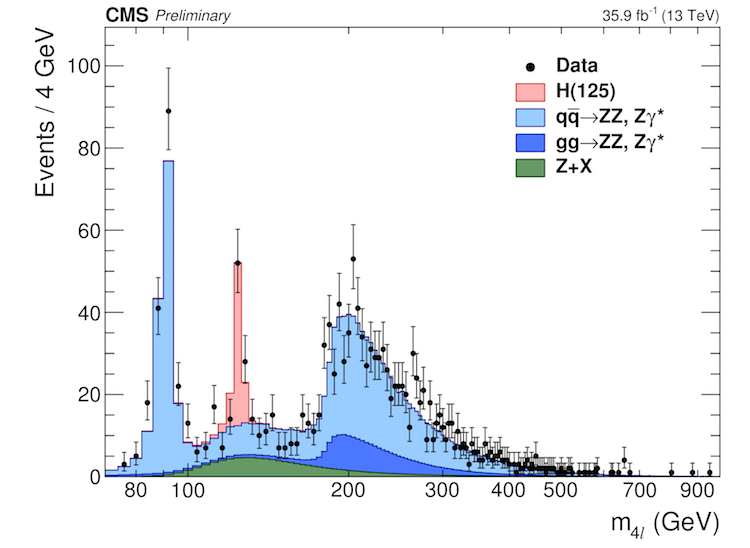 CMS Preliminary 35.9 fb⁻¹ (13 TeV)
Events / 4 GeV
100
80
60
40
20
0
Data
H(125)
qq̅→ZZ, Zγ*
gg→ZZ, Zγ*
Z+X
80 100 200 300 400 500 700 900
m₄ₗ (GeV)